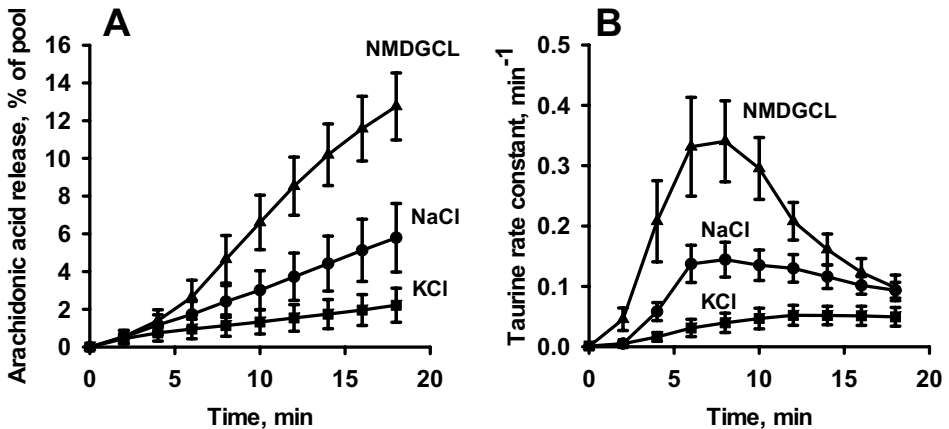 A
Arachidonic acid release, % of pool
16
14
12
10
8
6
4
2
0
NMDGCL
NaCl
KCl
0 5 10 15 20
Time, min
B
Taurine rate constant, min-1
0.5
0.4
0.3
0.2
0.1
0.0
NMDGCL
NaCl
KCl
0 5 10 15 20
Time, min